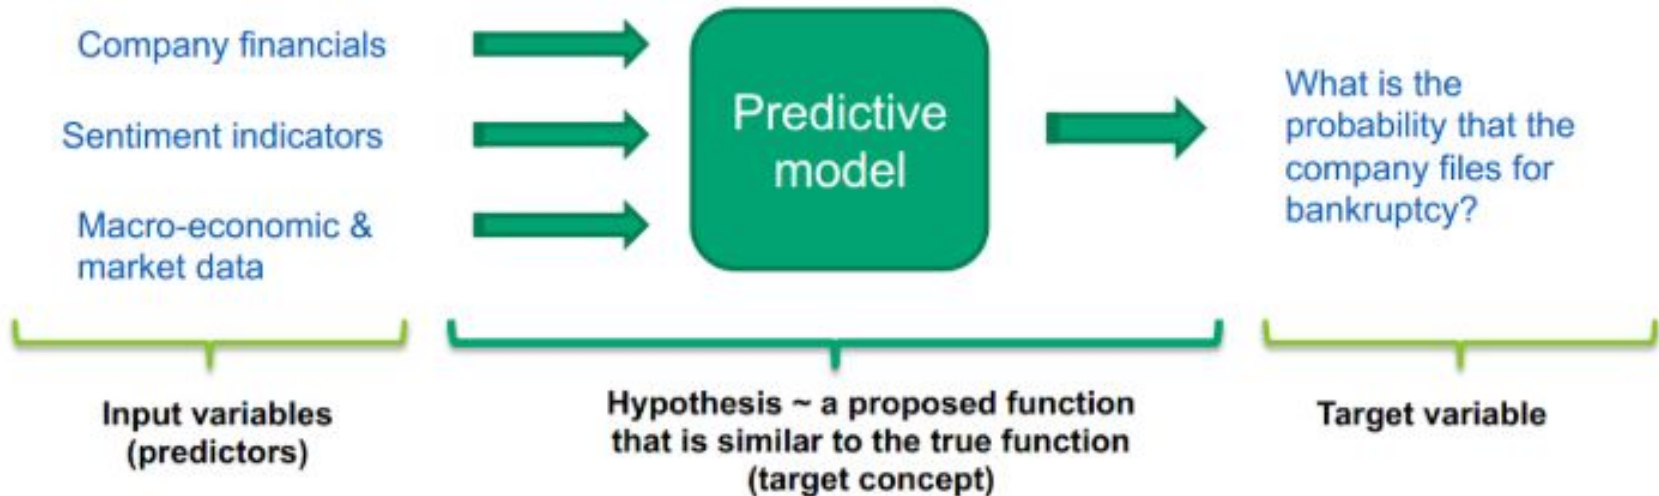 Company financials
Sentiment indicators
Macro-economic &
market data
Predictive
model
What is the
probability that the
company files for
bankruptcy?
Input variables
(predictors)
Hypothesis ~ a proposed function
that is similar to the true function
(target concept)
Target variable